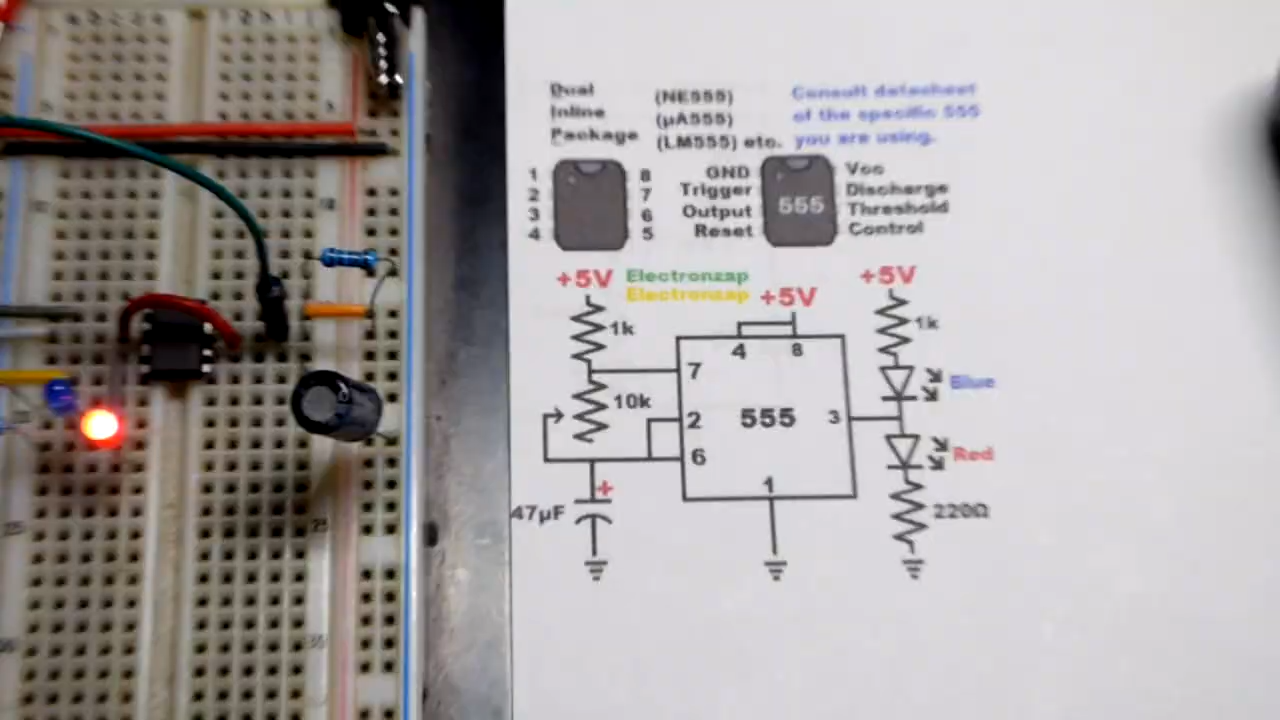 Dual (NE555) Consult datasheet
Inline (µA555) of the specific 555
Package (LM555) etc. you are using.
1 8 GND Vcc
2 7 Trigger Discharge
3 6 Output 555 Threshold
4 5 Reset Control
+5V Electronzap +5V
Electronzap +5V
1k 4 8 1k
7
10k 2 555 3 Blue
6 Red
+ 1
47µF 220Ω